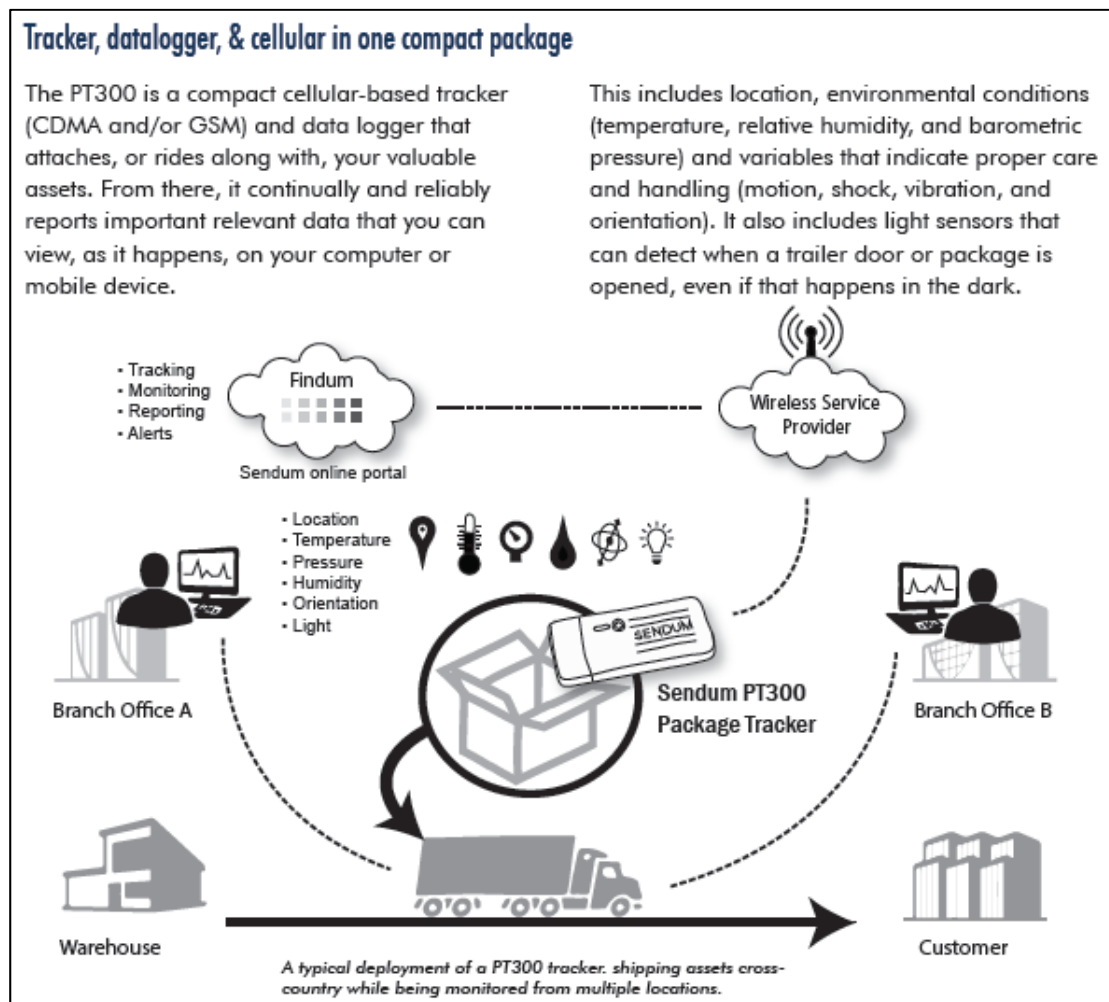 Tracker, datalogger, & cellular in one compact package
The PT300 is a compact cellular-based tracker
(CDMA and/or GSM) and data logger that
attaches, or rides along with, your valuable
assets. From there, it continually and reliably
reports important relevant data that you can
view, as it happens, on your computer or
mobile device.
This includes location, environmental conditions
(temperature, relative humidity, and barometric
pressure) and variables that indicate proper care
and handling (motion, shock, vibration, and
orientation). It also includes light sensors that
can detect when a trailer door or package is
opened, even if that happens in the dark.
- Tracking
- Monitoring
- Reporting
- Alerts
Findum
Sendum online portal
Wireless Service
Provider
- Location
- Temperature
- Pressure
- Humidity
- Orientation
- Light
SENDUM
Sendum PT300
Package Tracker
Branch Office A
Branch Office B
Warehouse
Customer
A typical deployment of a PT300 tracker. shipping assets cross-
country while being monitored from multiple locations.